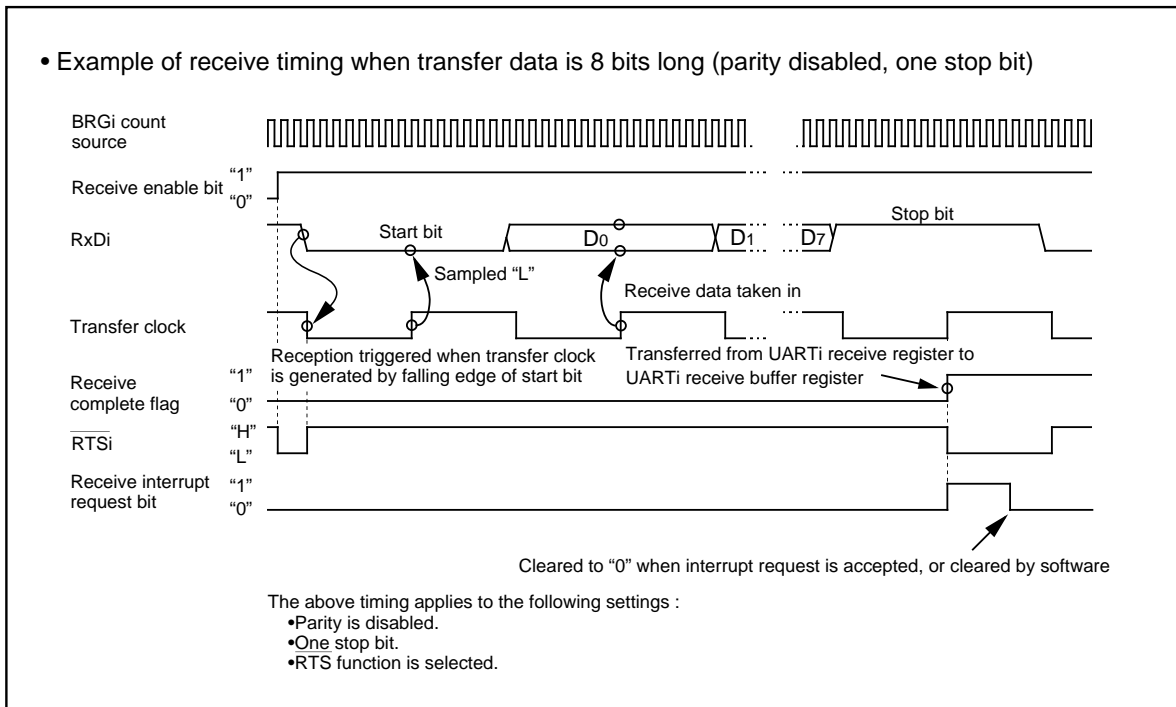 • Example of receive timing when transfer data is 8 bits long (parity disabled, one stop bit)
BRGi count
source
Receive enable bit
“1”
“0”
RxDi
Start bit
D0
D1
D7
Stop bit
Sampled “L”
Receive data taken in
Transfer clock
Reception triggered when transfer clock
is generated by falling edge of start bit
Transferred from UARTi receive register to
UARTi receive buffer register
Receive
complete flag
“1”
“0”
RTSi
“H”
“L”
Receive interrupt
request bit
“1”
“0”
Cleared to “0” when interrupt request is accepted, or cleared by software
The above timing applies to the following settings :
•Parity is disabled.
•One stop bit.
•RTS function is selected.